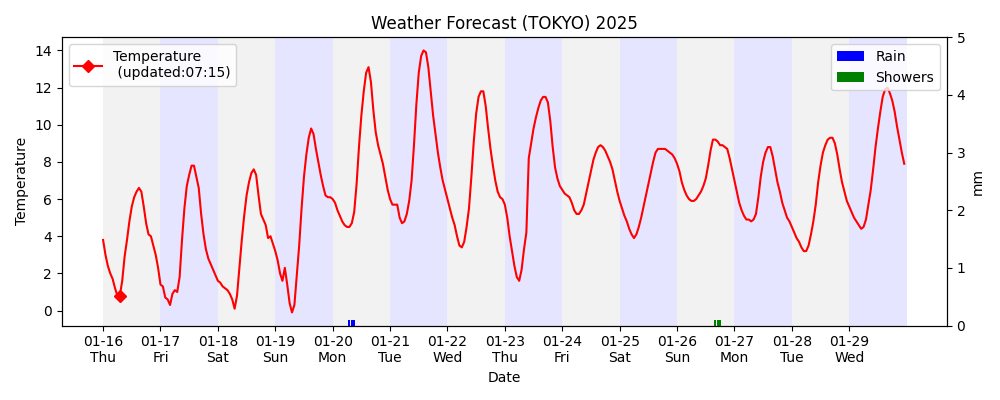 Weather Forecast (TOKYO) 2025
Temperature
(updated:07:15)
Rain
Showers
Temperature
14
12
10
8
6
4
2
0
5
4
3
2
1
0
mm
01-16 01-17 01-18 01-19 01-20 01-21 01-22 01-23 01-24 01-25 01-26 01-27 01-28 01-29
Thu Fri Sat Sun Mon Tue Wed Thu Fri Sat Sun Mon Tue Wed
Date